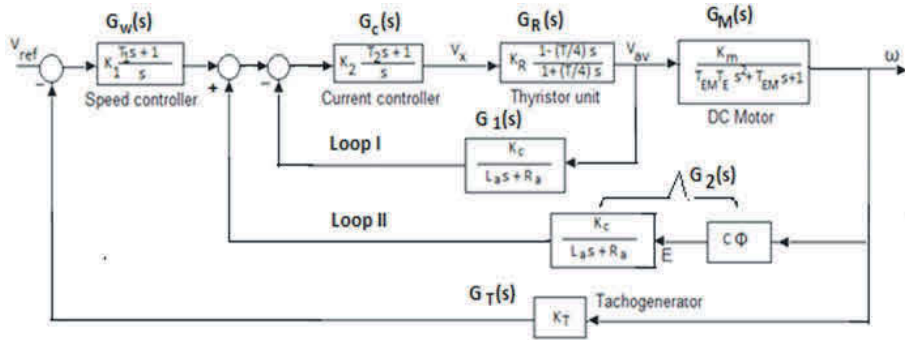 G_w(s)
G_c(s)
G_R(s)
G_M(s)
V_ref
K_1 (T_1s+1)/s
K_2 (T_2s+1)/s
V_x
K_R (1-(T/4)s)/(1+(T/4)s)
V_av
K_m/(T_EM T_E s^2+T_EM s+1)
ω
−
+
−
Speed controller
Current controller
Thyristor unit
DC Motor
G_1(s)
Loop I
K_c/(L_a s+R_a)
G_2(s)
Loop II
K_c/(L_a s+R_a)
E
CΦ
G_T(s)
Tachogenerator
K_T